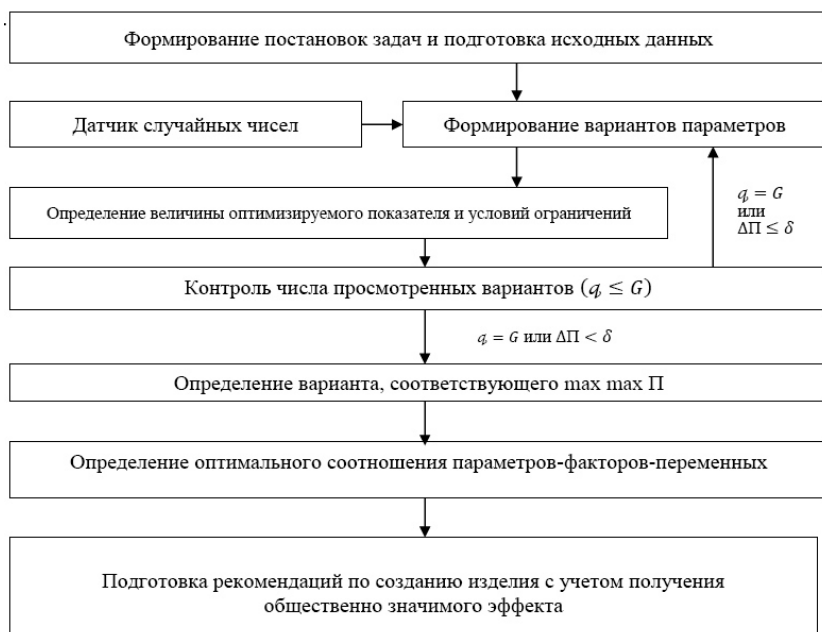 Формирование постановок задач и подготовка исходных данных
Датчик случайных чисел
Формирование вариантов параметров
q = G
или
ΔП ≤ δ
Определение величины оптимизируемого показателя и условий ограничений
Контроль числа просмотренных вариантов (q ≤ G)
q = G или ΔП < δ
Определение варианта, соответствующего max max П
Определение оптимального соотношения параметров-факторов-переменных
Подготовка рекомендаций по созданию изделия с учетом получения
общественно значимого эффекта